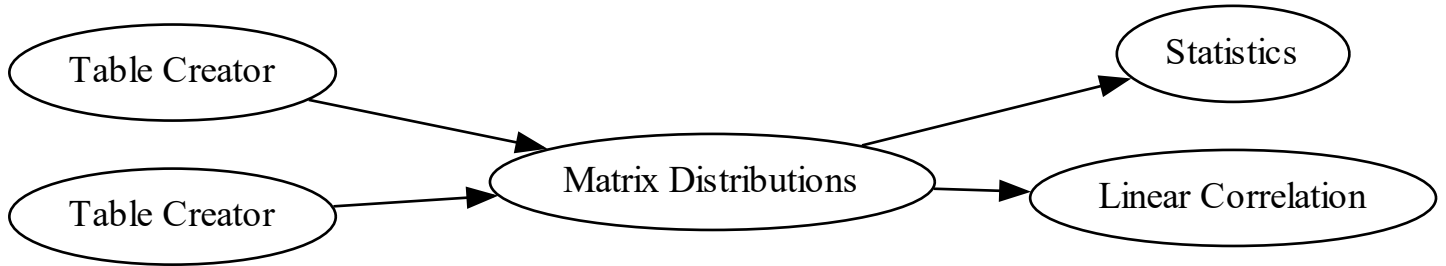 Table Creator
Table Creator
Matrix Distributions
Statistics
Linear Correlation